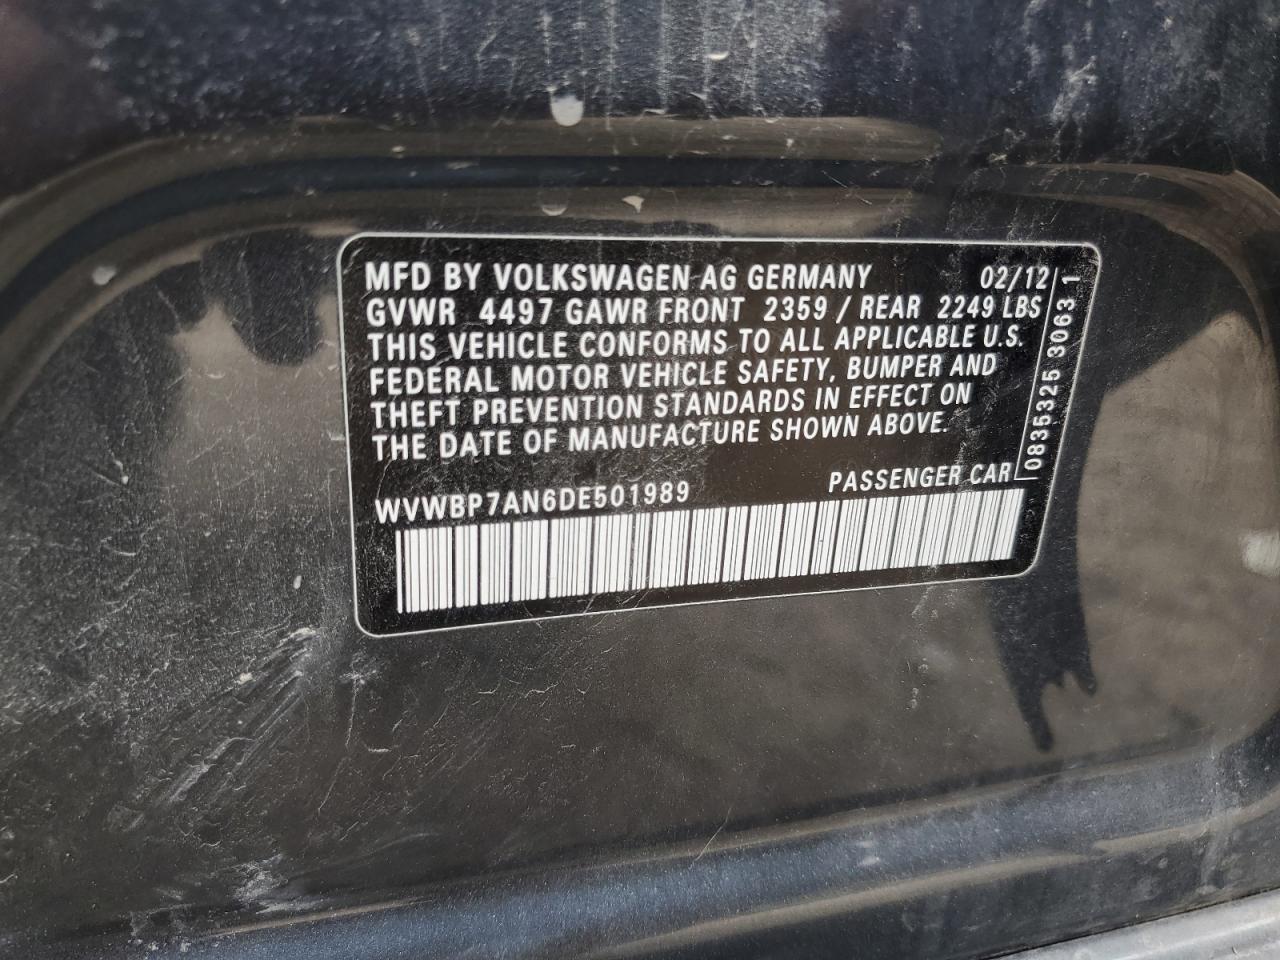 MFD BY VOLKSWAGEN AG GERMANY 02/12
GVWR 4497 GAWR FRONT 2359 / REAR 2249 LBS
THIS VEHICLE CONFORMS TO ALL APPLICABLE U.S.
FEDERAL MOTOR VEHICLE SAFETY, BUMPER AND
THEFT PREVENTION STANDARDS IN EFFECT ON
THE DATE OF MANUFACTURE SHOWN ABOVE.
PASSENGER CAR
WVWBP7AN6DE501989
0835325 3063 1